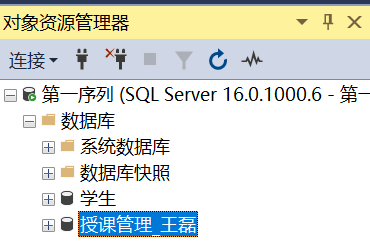 对象资源管理器
连接
第一序列 (SQL Server 16.0.1000.6 - 第一
数据库
系统数据库
数据库快照
学生
授课管理_王磊